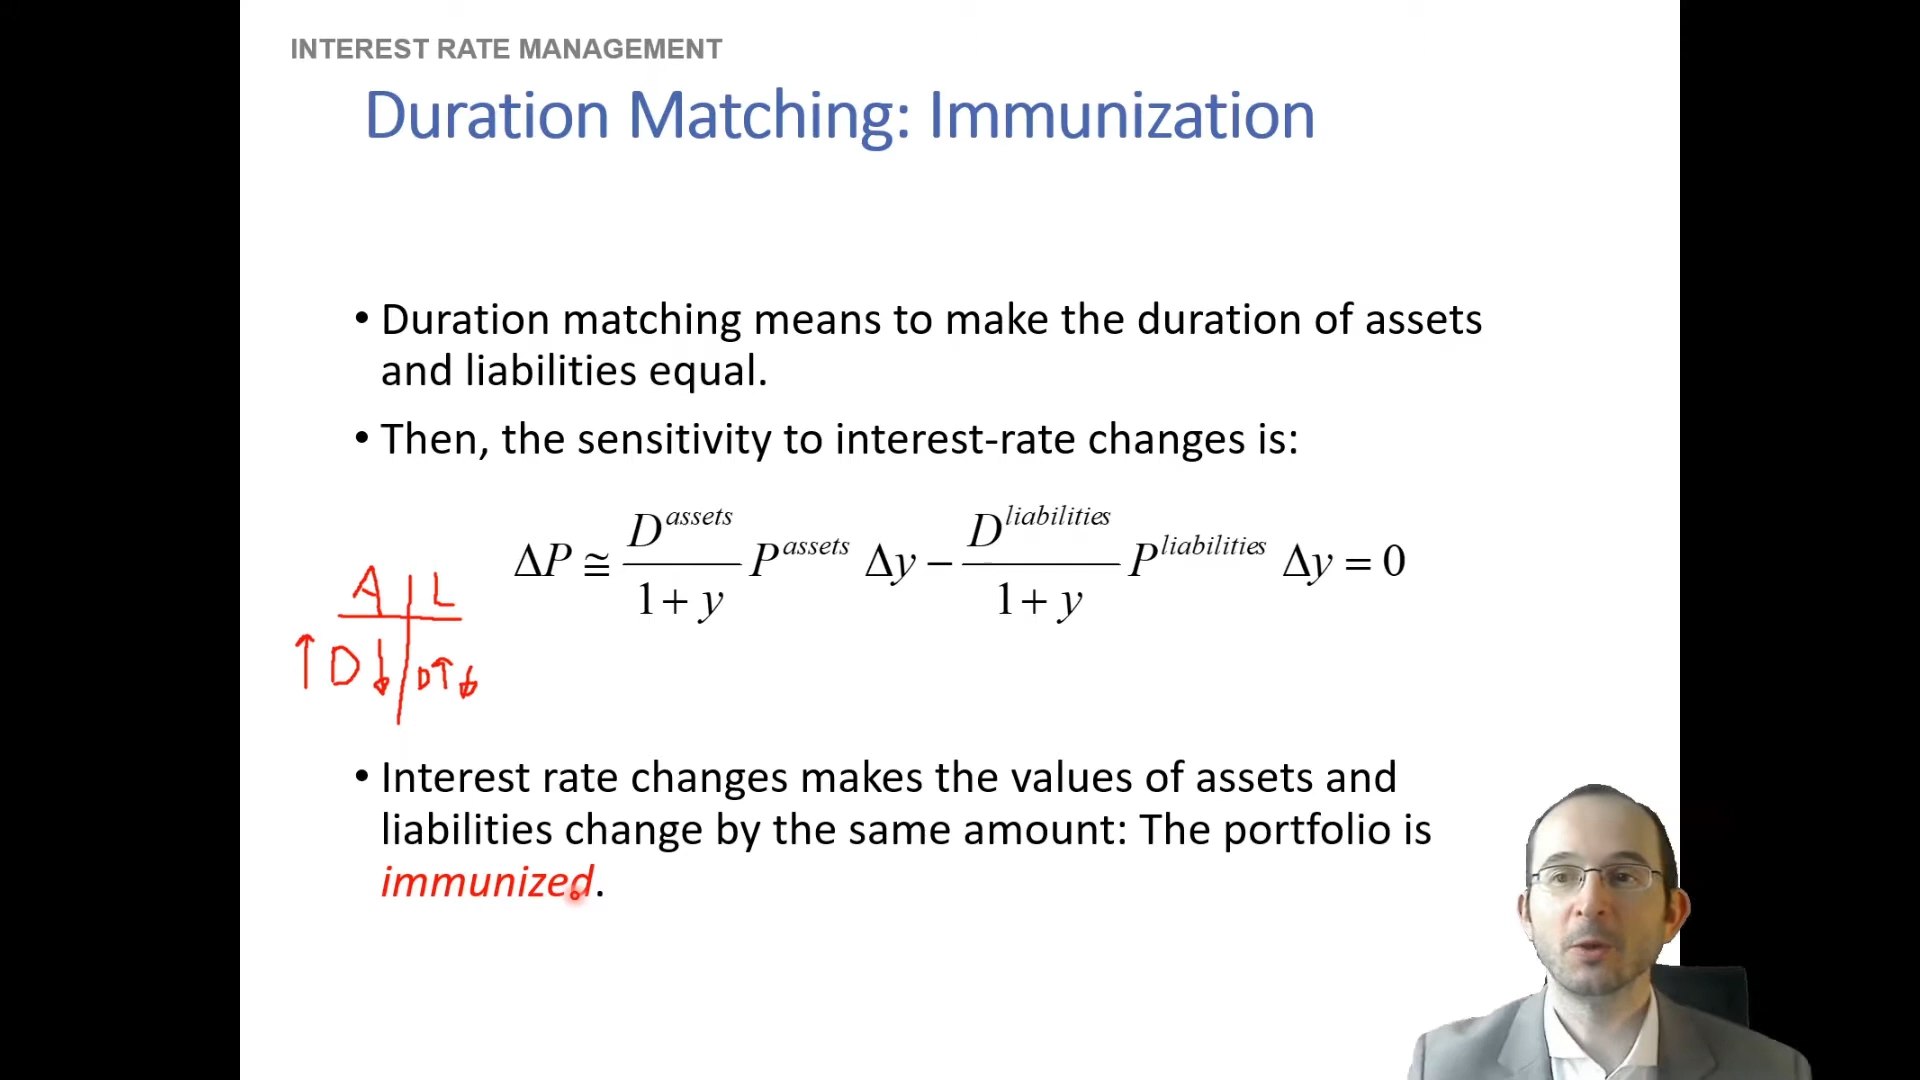 INTEREST RATE MANAGEMENT
Duration Matching: Immunization
• Duration matching means to make the duration of assets
and liabilities equal.
• Then, the sensitivity to interest-rate changes is:
ΔP ≅ D^assets / (1 + y) P^assets Δy − D^liabilities / (1 + y) P^liabilities Δy = 0
A | L
↑ D ↓ | D ↑ ↓
• Interest rate changes makes the values of assets and
liabilities change by the same amount: The portfolio is
immunized.